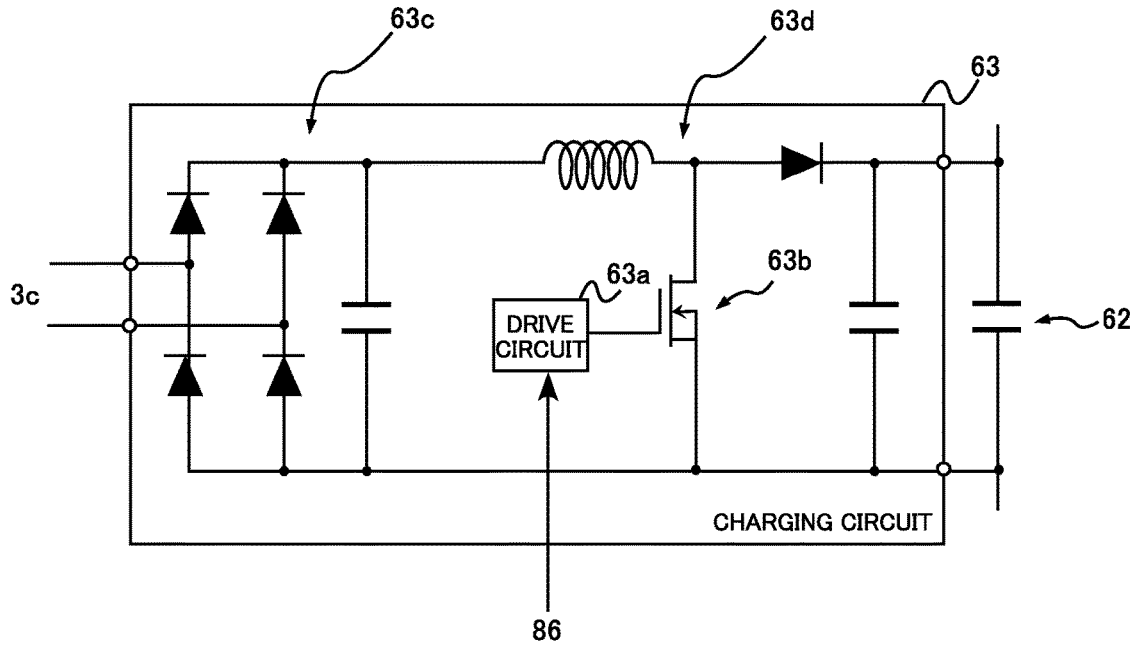 63c
63d
63
3c
63a
63b
DRIVE
CIRCUIT
62
CHARGING CIRCUIT
86